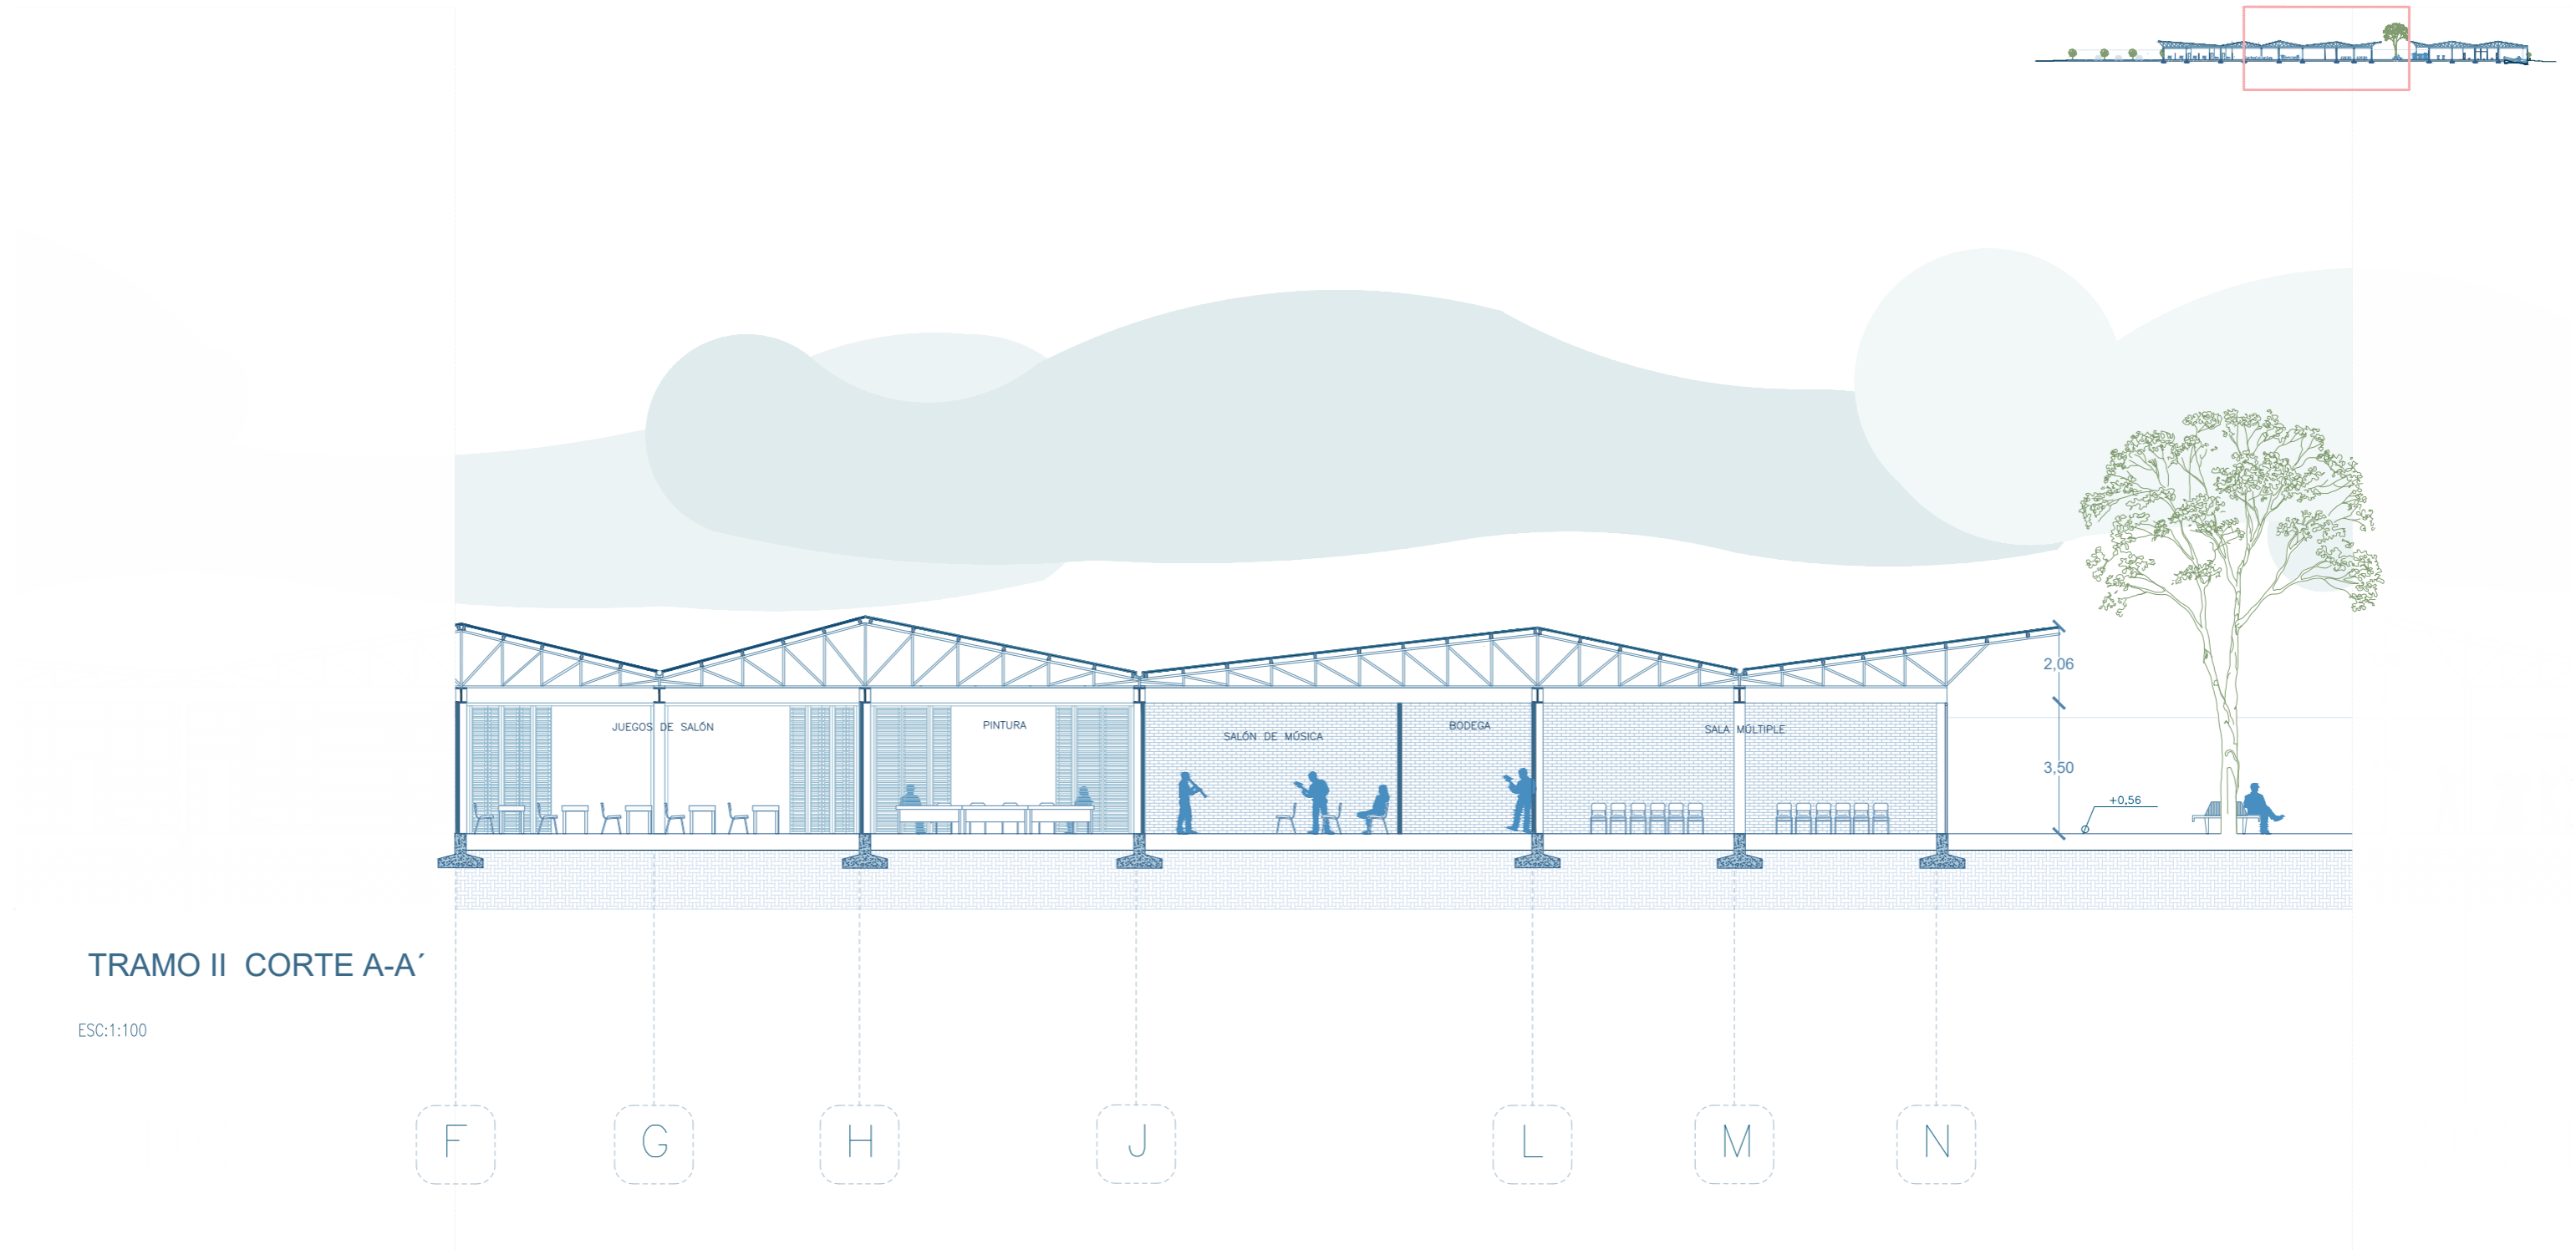 JUEGOS DE SALÓN
PINTURA
SALÓN DE MÚSICA
BODEGA
SALA MÚLTIPLE
2,06
3,50
+0,56
TRAMO II CORTE A-A´
ESC:1:100
F G H J L M N